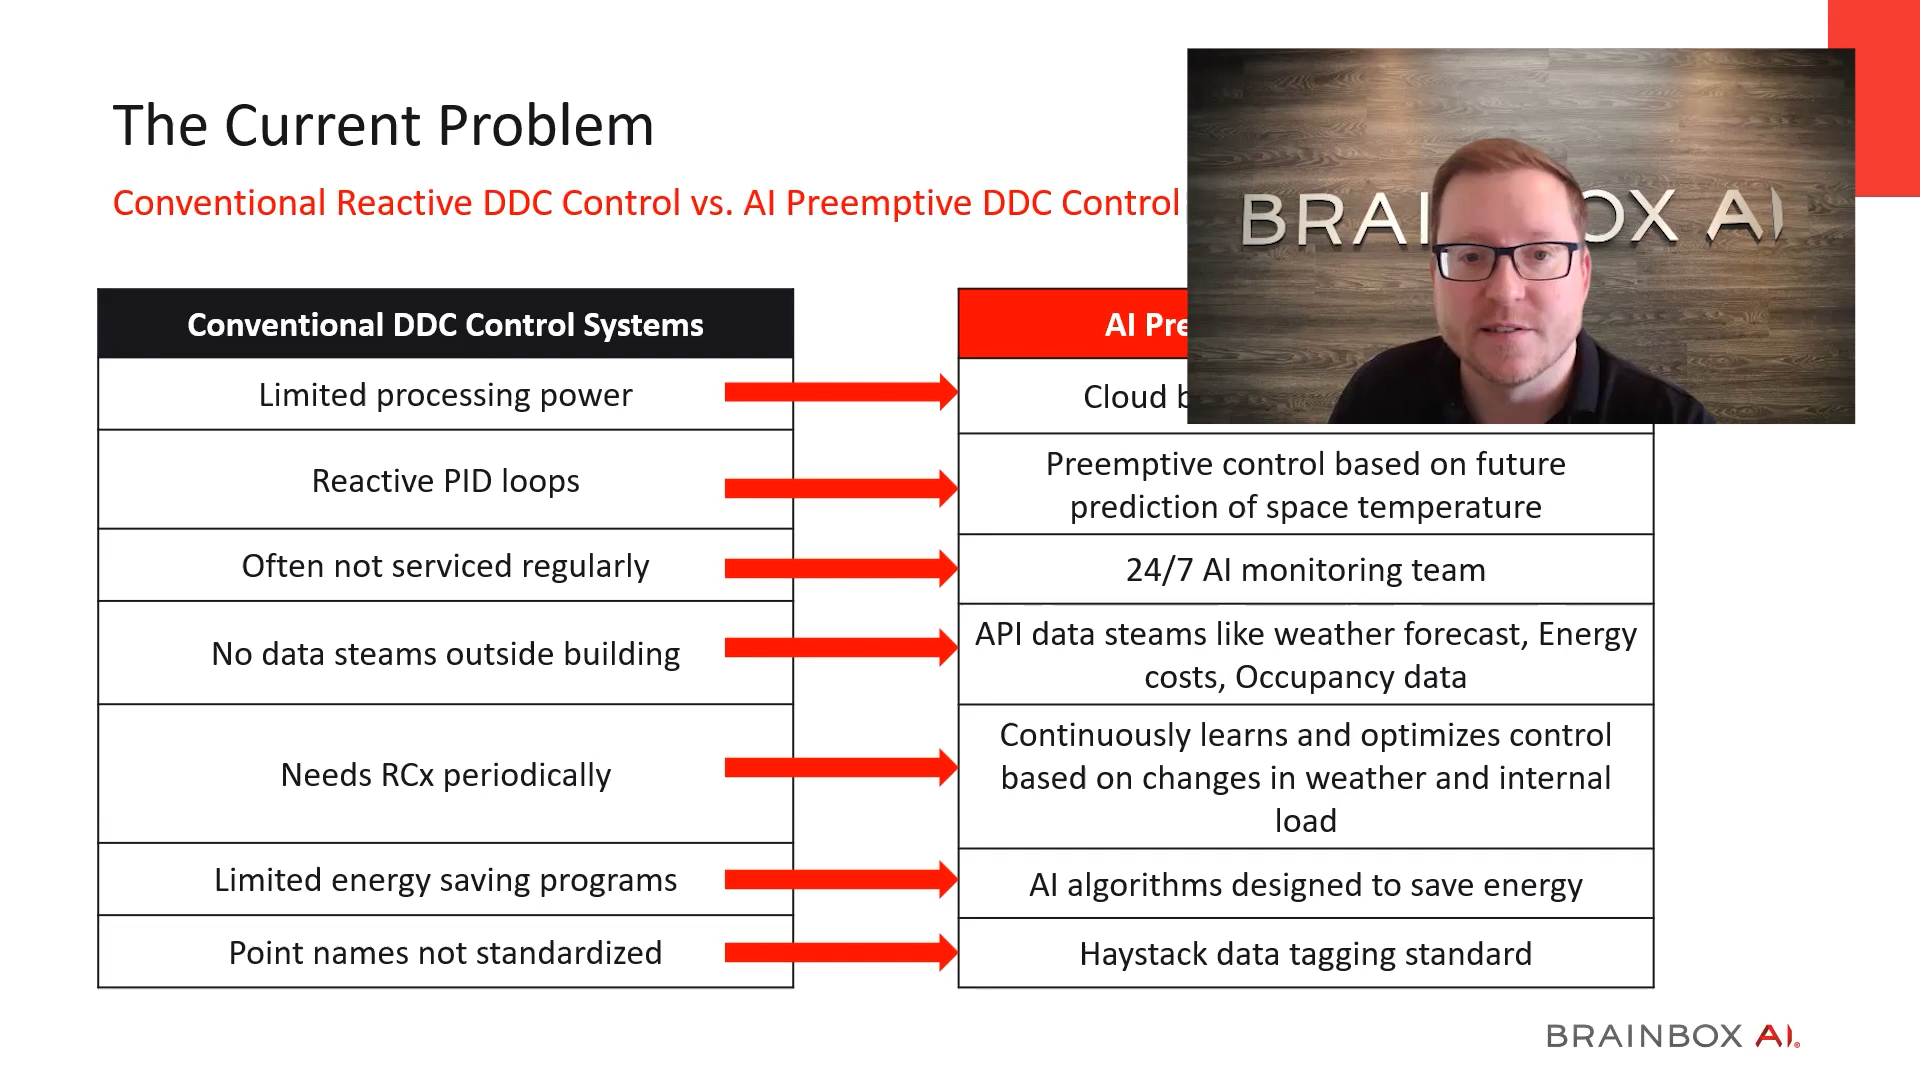 The Current Problem
Conventional Reactive DDC Control vs. AI Preemptive DDC Control
BRAI OX AI
Conventional DDC Control Systems
AI Pre
Limited processing power
Cloud
Reactive PID loops
Preemptive control based on future
prediction of space temperature
Often not serviced regularly
24/7 AI monitoring team
No data steams outside building
API data steams like weather forecast, Energy
costs, Occupancy data
Needs RCx periodically
Continuously learns and optimizes control
based on changes in weather and internal
load
Limited energy saving programs
AI algorithms designed to save energy
Point names not standardized
Haystack data tagging standard
BRAINBOX AI